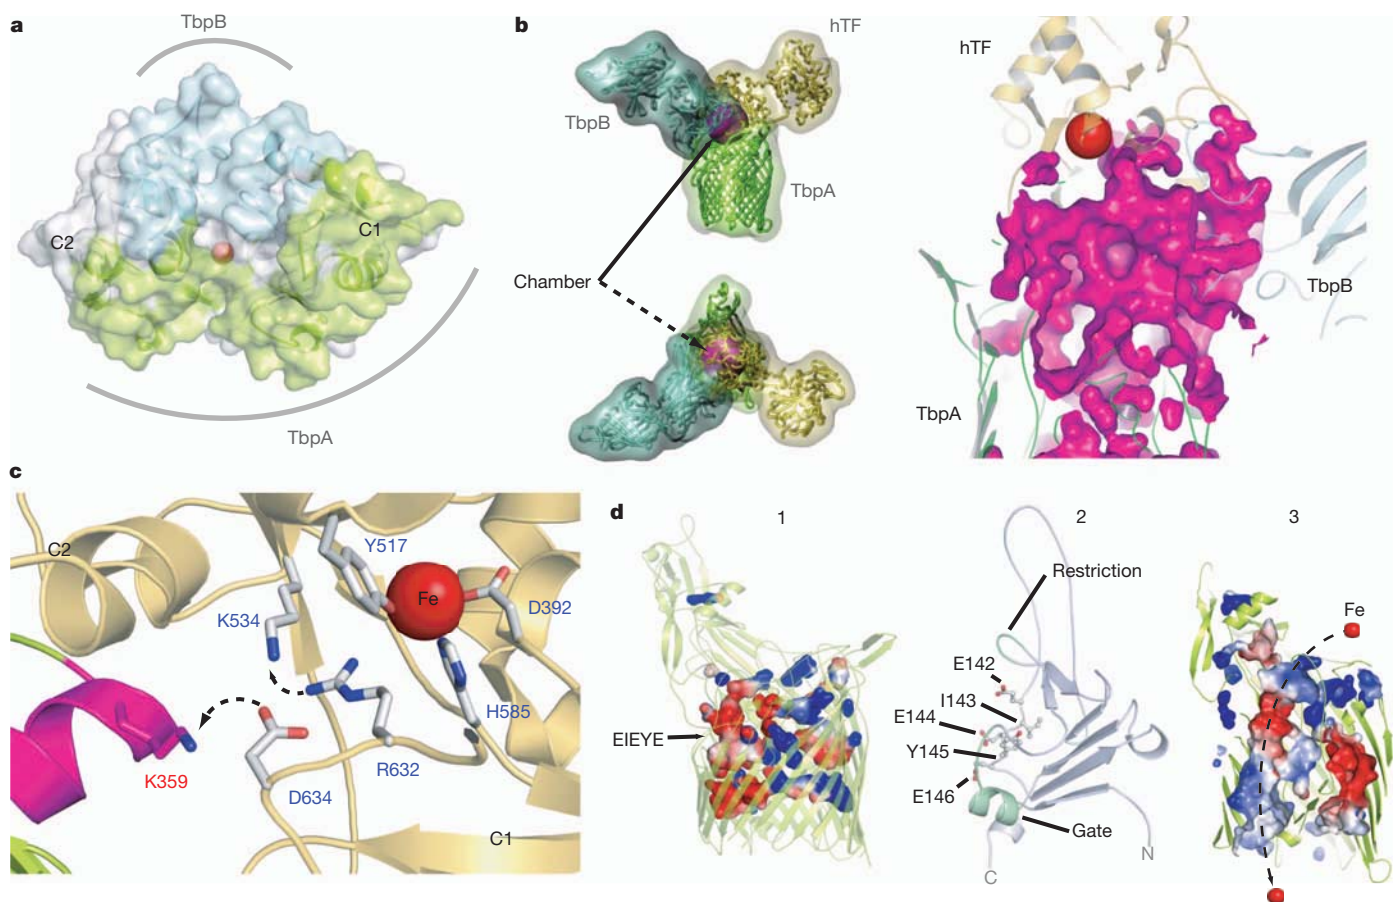 a
TbpB
C2
C1
TbpA
b
hTF
TbpB
TbpA
Chamber
hTF
TbpB
TbpA
c
C2
Y517
Fe
D392
K534
H585
K359
R632
D634
C1
d
1
EIEYE
2
Restriction
E142
I143
E144
Y145
E146
Gate
N
C
3
Fe